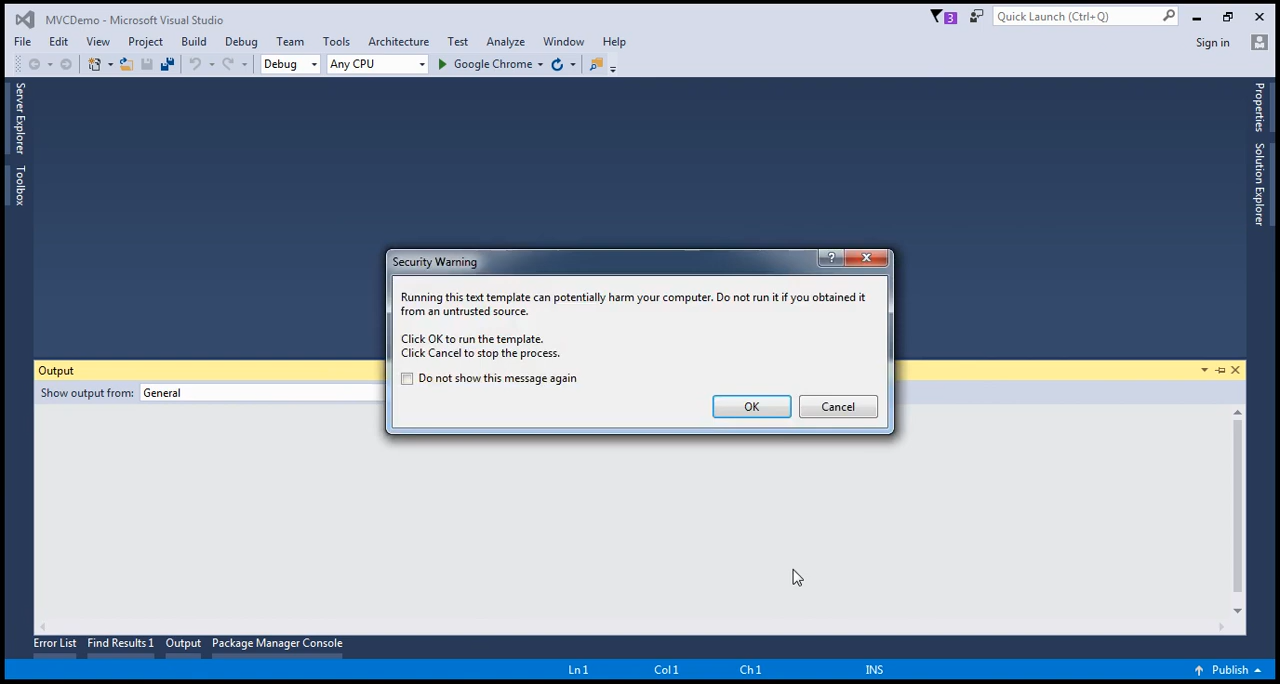 MVCDemo - Microsoft Visual Studio
3
Quick Launch (Ctrl+Q)
File Edit View Project Build Debug Team Tools Architecture Test Analyze Window Help
Sign in
Debug Any CPU Google Chrome
Server Explorer
Toolbox
Properties
Solution Explorer
Security Warning
?
Running this text template can potentially harm your computer. Do not run it if you obtained it
from an untrusted source.
Click OK to run the template.
Click Cancel to stop the process.
Do not show this message again
OK Cancel
Output
Show output from: General
Error List Find Results 1 Output Package Manager Console
Ln 1 Col 1 Ch 1 INS Publish